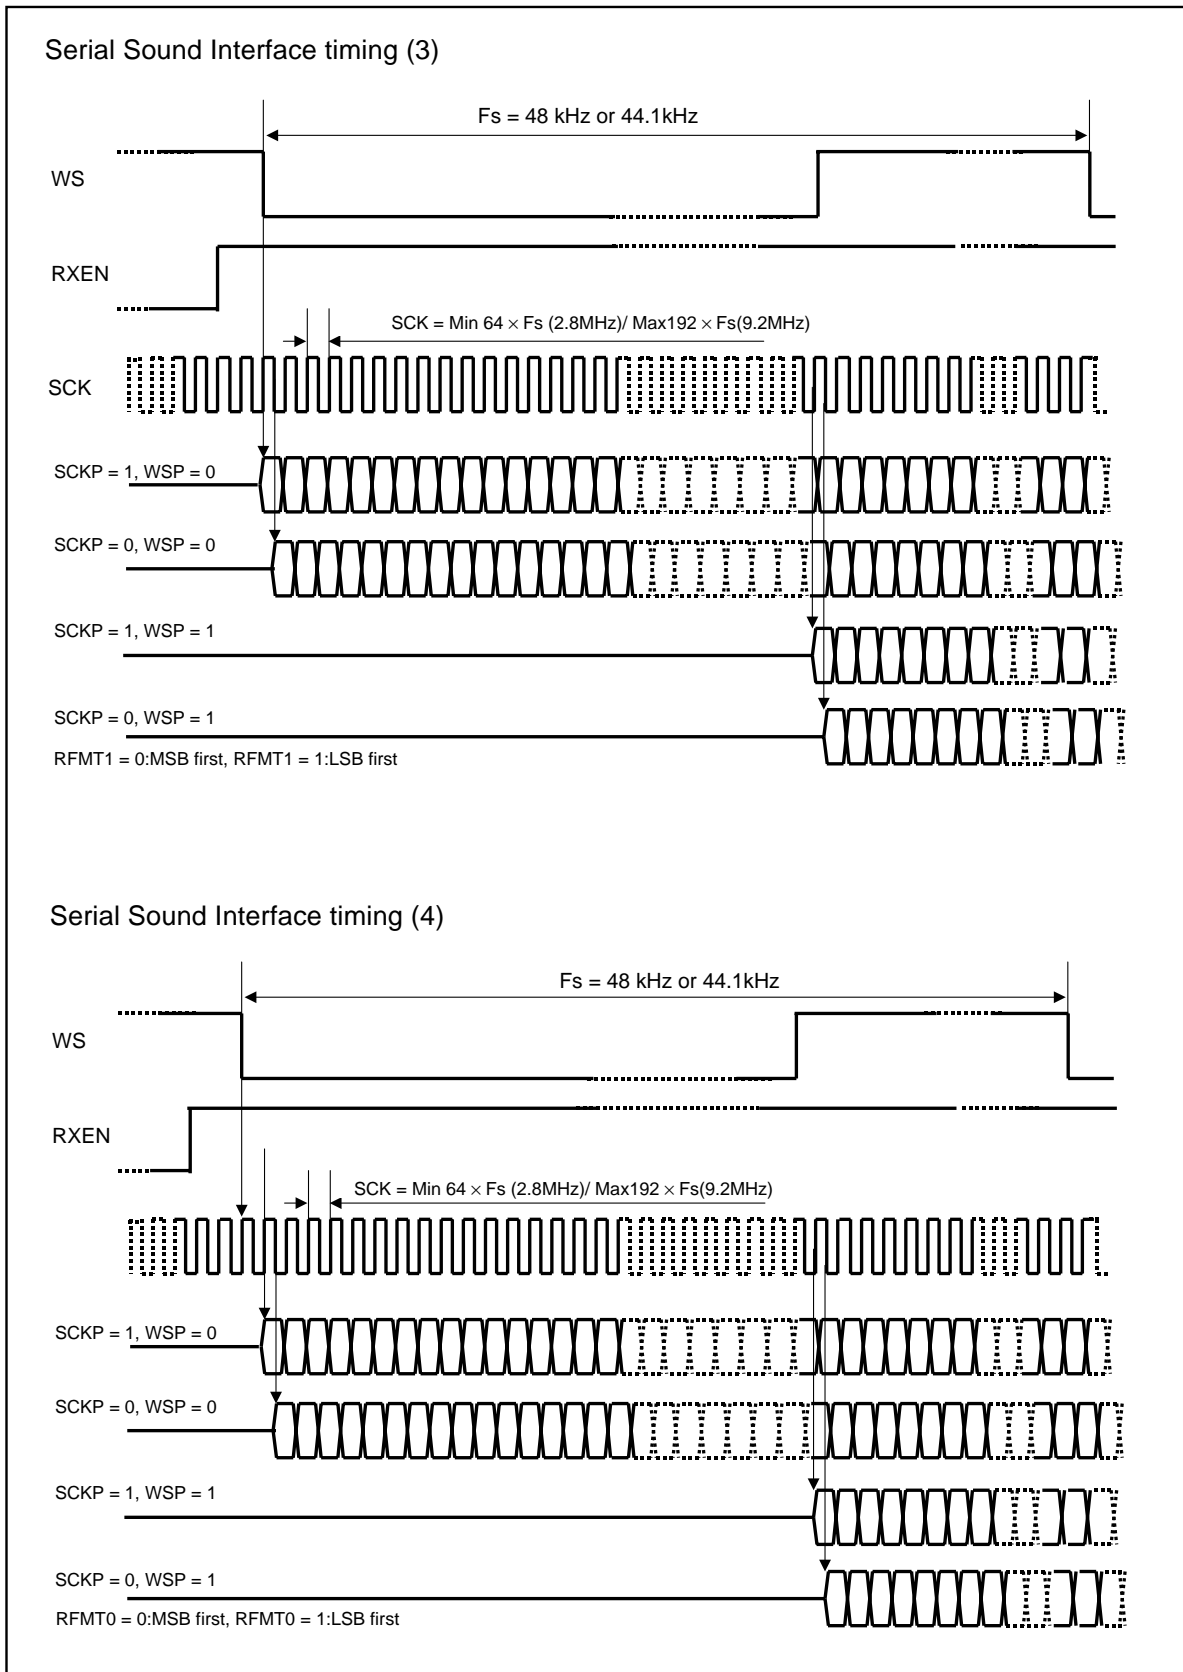 Serial Sound Interface timing (3)
Fs = 48 kHz or 44.1kHz
WS
RXEN
SCK = Min 64 × Fs (2.8MHz)/ Max192 × Fs(9.2MHz)
SCK
SCKP = 1, WSP = 0
SCKP = 0, WSP = 0
SCKP = 1, WSP = 1
SCKP = 0, WSP = 1
RFMT1 = 0:MSB first, RFMT1 = 1:LSB first
Serial Sound Interface timing (4)
Fs = 48 kHz or 44.1kHz
WS
RXEN
SCK = Min 64 × Fs (2.8MHz)/ Max192 × Fs(9.2MHz)
SCKP = 1, WSP = 0
SCKP = 0, WSP = 0
SCKP = 1, WSP = 1
SCKP = 0, WSP = 1
RFMT0 = 0:MSB first, RFMT0 = 1:LSB first